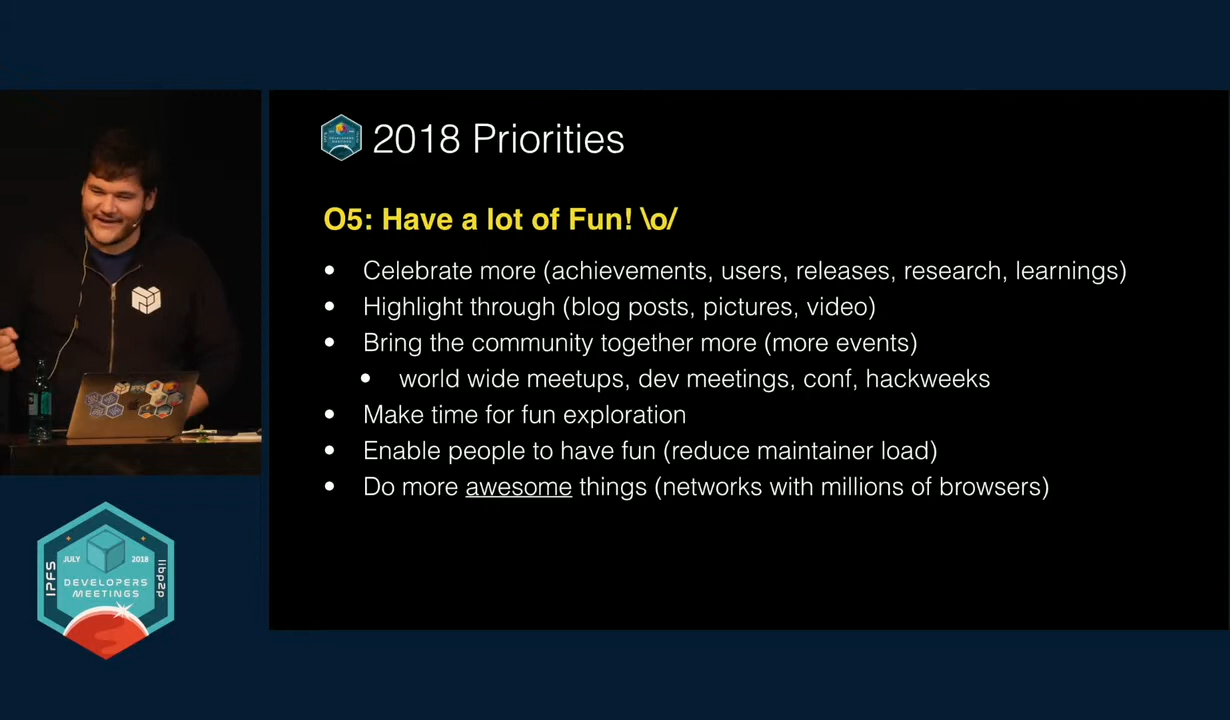 2018 Priorities
O5: Have a lot of Fun! \o/
• Celebrate more (achievements, users, releases, research, learnings)
• Highlight through (blog posts, pictures, video)
• Bring the community together more (more events)
• world wide meetups, dev meetings, conf, hackweeks
• Make time for fun exploration
• Enable people to have fun (reduce maintainer load)
• Do more awesome things (networks with millions of browsers)
IPFS
JULY 2018
DEVELOPERS
MEETINGS
libp2p